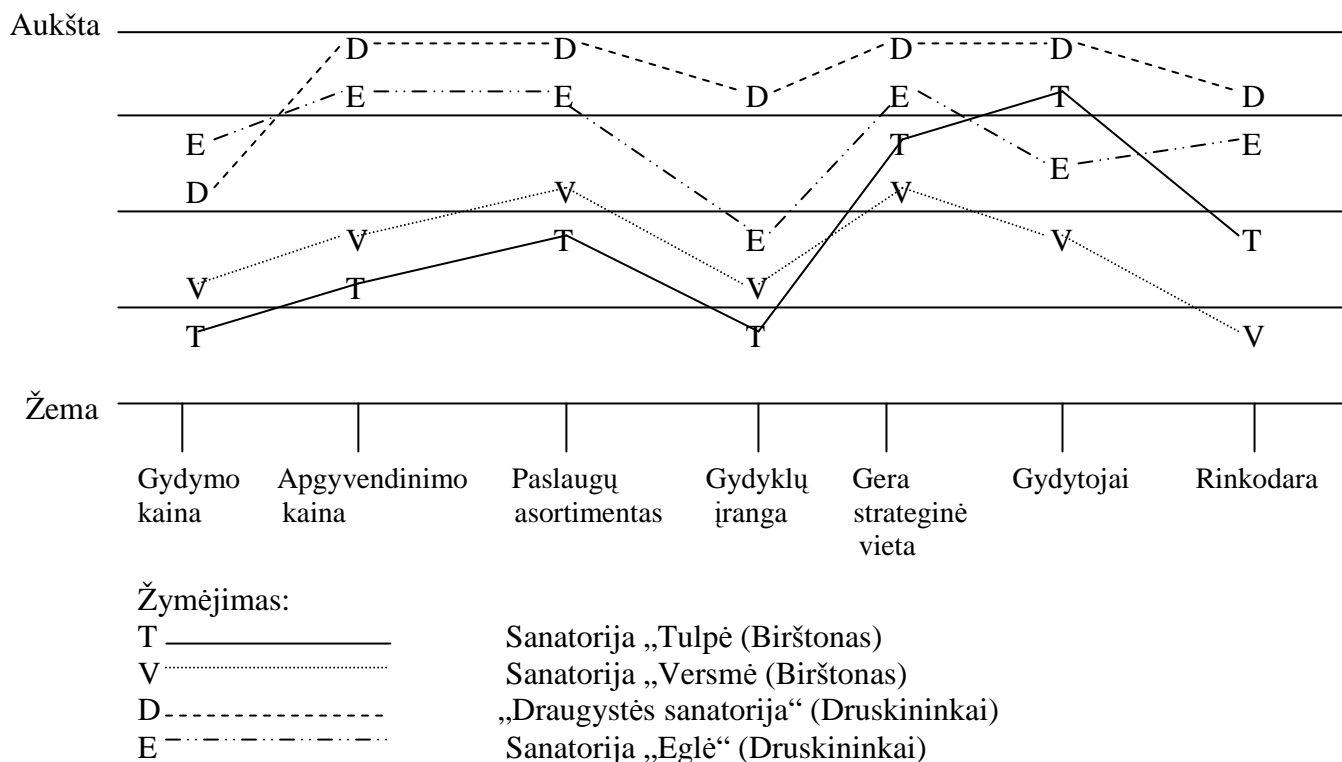 Aukšta
D D D D D
E E E T D
E T E E
D V V
V V T E V T
V T V
T T V
Žema
Gydymo Apgyvendinimo Paslaugų Gydyklų Gera Gydytojai Rinkodara
kaina kaina asortimentas įranga strateginė
vieta
Žymėjimas:
T Sanatorija „Tulpė (Birštonas)
V Sanatorija „Versmė (Birštonas)
D „Draugystės sanatorija“ (Druskininkai)
E Sanatorija „Eglė“ (Druskininkai)